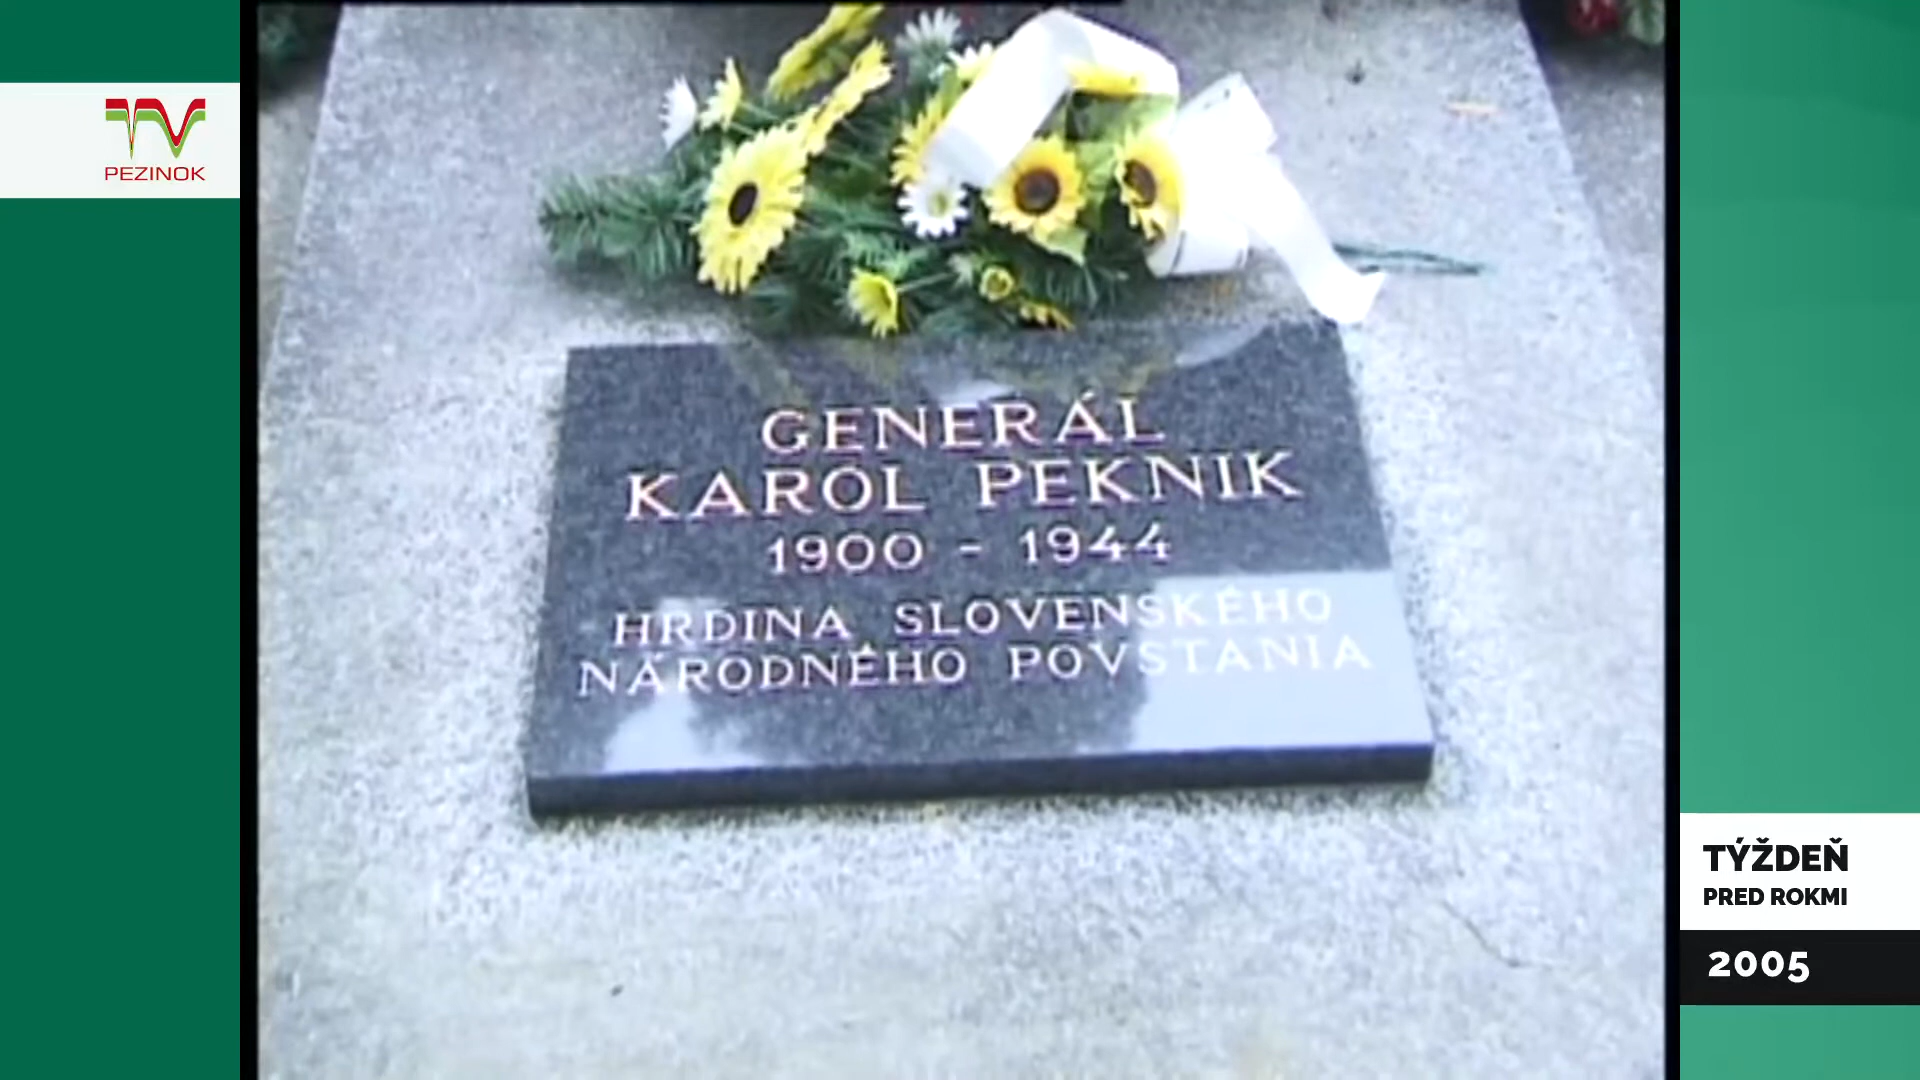 TV
PEZINOK
GENERÁL
KAROL PEKNIK
1900 - 1944
HRDINA SLOVENSKÉHO
NÁRODNÉHO POVSTANIA
TÝŽDEŇ
PRED ROKMI
2005